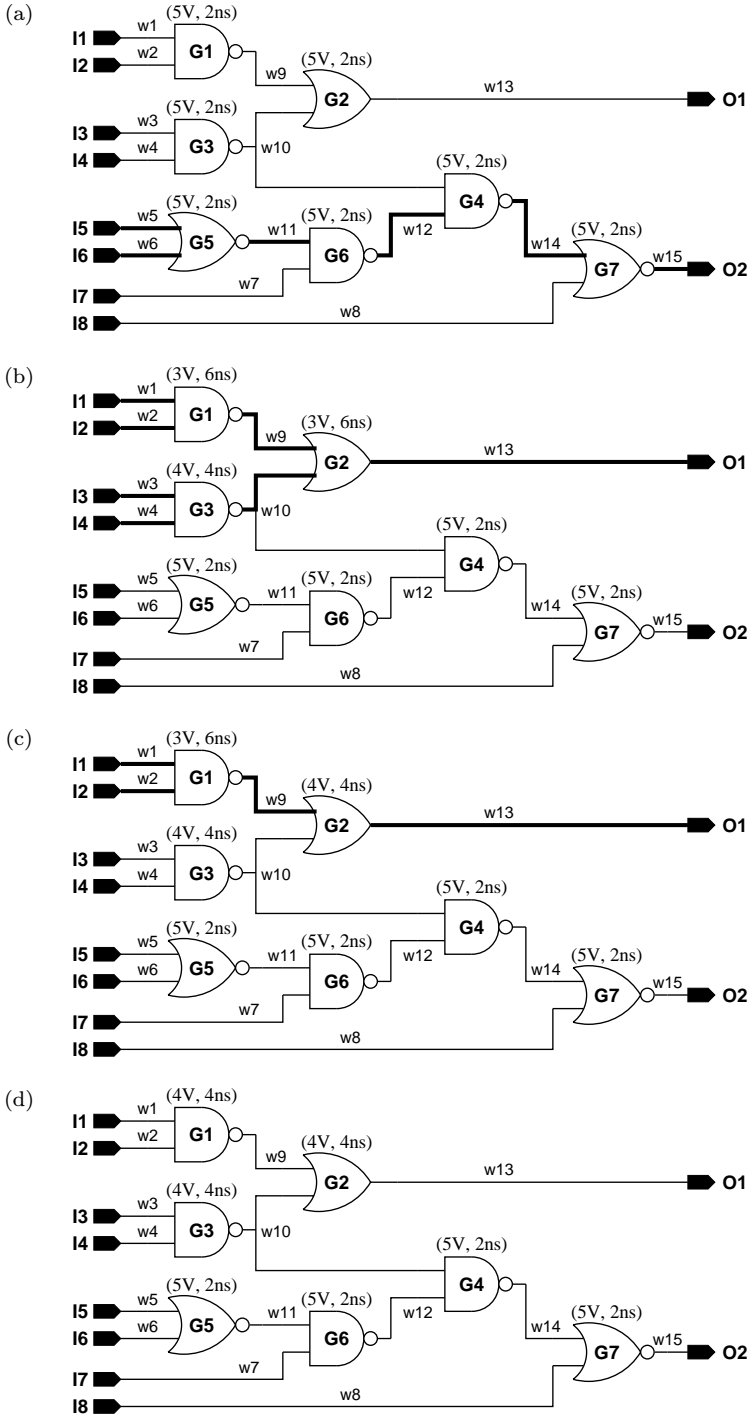 (a)
(5V, 2ns)
I1 w1 G1
I2 w2 w9 (5V, 2ns)
G2 w13 O1
(5V, 2ns)
I3 w3 G3
I4 w4 w10 (5V, 2ns)
G4
(5V, 2ns)
I5 w5 G5 w11 (5V, 2ns) w12 w14 (5V, 2ns)
I6 w6 G6 G7 w15 O2
I7 w7
I8 w8
(b)
(3V, 6ns)
I1 w1 G1
I2 w2 w9 (3V, 6ns)
G2 w13 O1
(4V, 4ns)
I3 w3 G3
I4 w4 w10 (5V, 2ns)
G4
(5V, 2ns)
I5 w5 G5 w11 (5V, 2ns) w12 w14 (5V, 2ns)
I6 w6 G6 G7 w15 O2
I7 w7
I8 w8
(c)
(3V, 6ns)
I1 w1 G1
I2 w2 w9 (4V, 4ns)
G2 w13 O1
(4V, 4ns)
I3 w3 G3
I4 w4 w10 (5V, 2ns)
G4
(5V, 2ns)
I5 w5 G5 w11 (5V, 2ns) w12 w14 (5V, 2ns)
I6 w6 G6 G7 w15 O2
I7 w7
I8 w8
(d)
(4V, 4ns)
I1 w1 G1
I2 w2 w9 (4V, 4ns)
G2 w13 O1
(4V, 4ns)
I3 w3 G3
I4 w4 w10 (5V, 2ns)
G4
(5V, 2ns)
I5 w5 G5 w11 (5V, 2ns) w12 w14 (5V, 2ns)
I6 w6 G6 G7 w15 O2
I7 w7
I8 w8